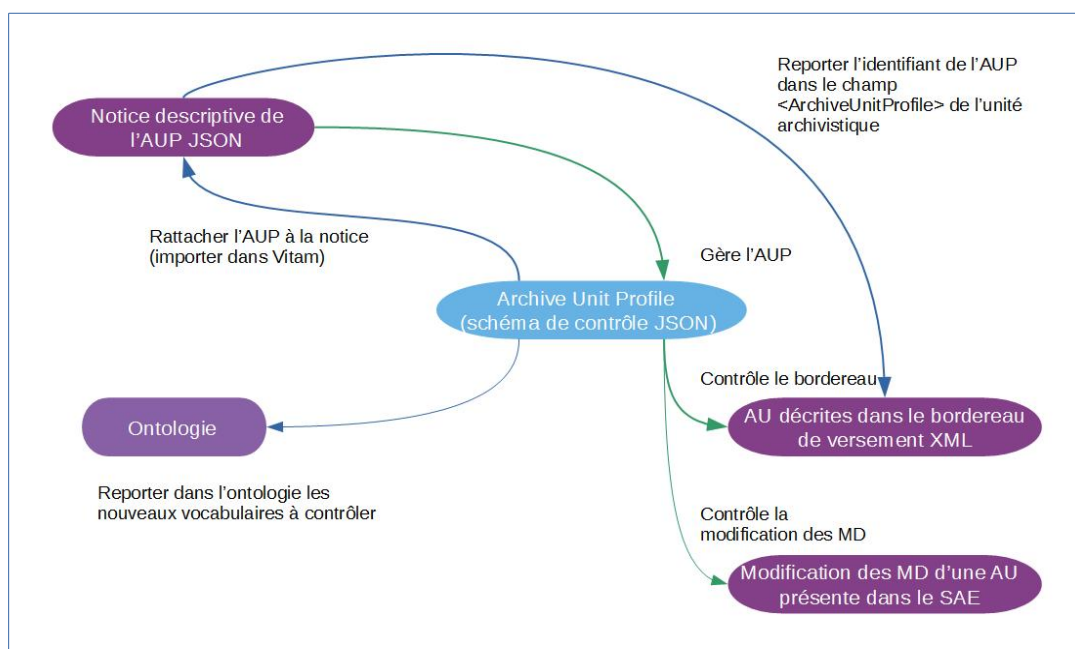 Reporter l’identifiant de l’AUP
dans le champ
<ArchiveUnitProfile> de l’unité
archivistique
Notice descriptive de
l’AUP JSON
Rattacher l’AUP à la notice
(importer dans Vitam)
Gère l’AUP
Archive Unit Profile
(schéma de contrôle JSON)
Contrôle le bordereau
AU décrites dans le bordereau
de versement XML
Ontologie
Reporter dans l’ontologie les
nouveaux vocabulaires à contrôler
Contrôle la
modification des MD
Modification des MD d’une AU
présente dans le SAE